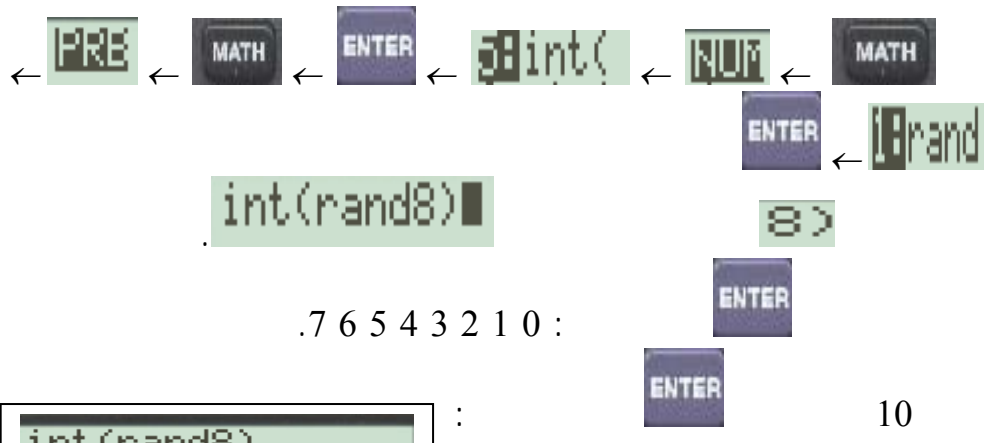 MATH ← NUM ← 5:int( ← ENTER ← MATH ← PRB ←
1:rand ← ENTER
8) int(rand8) .
ENTER : 0 1 2 3 4 5 6 7.
10 ENTER :
int(rand8)